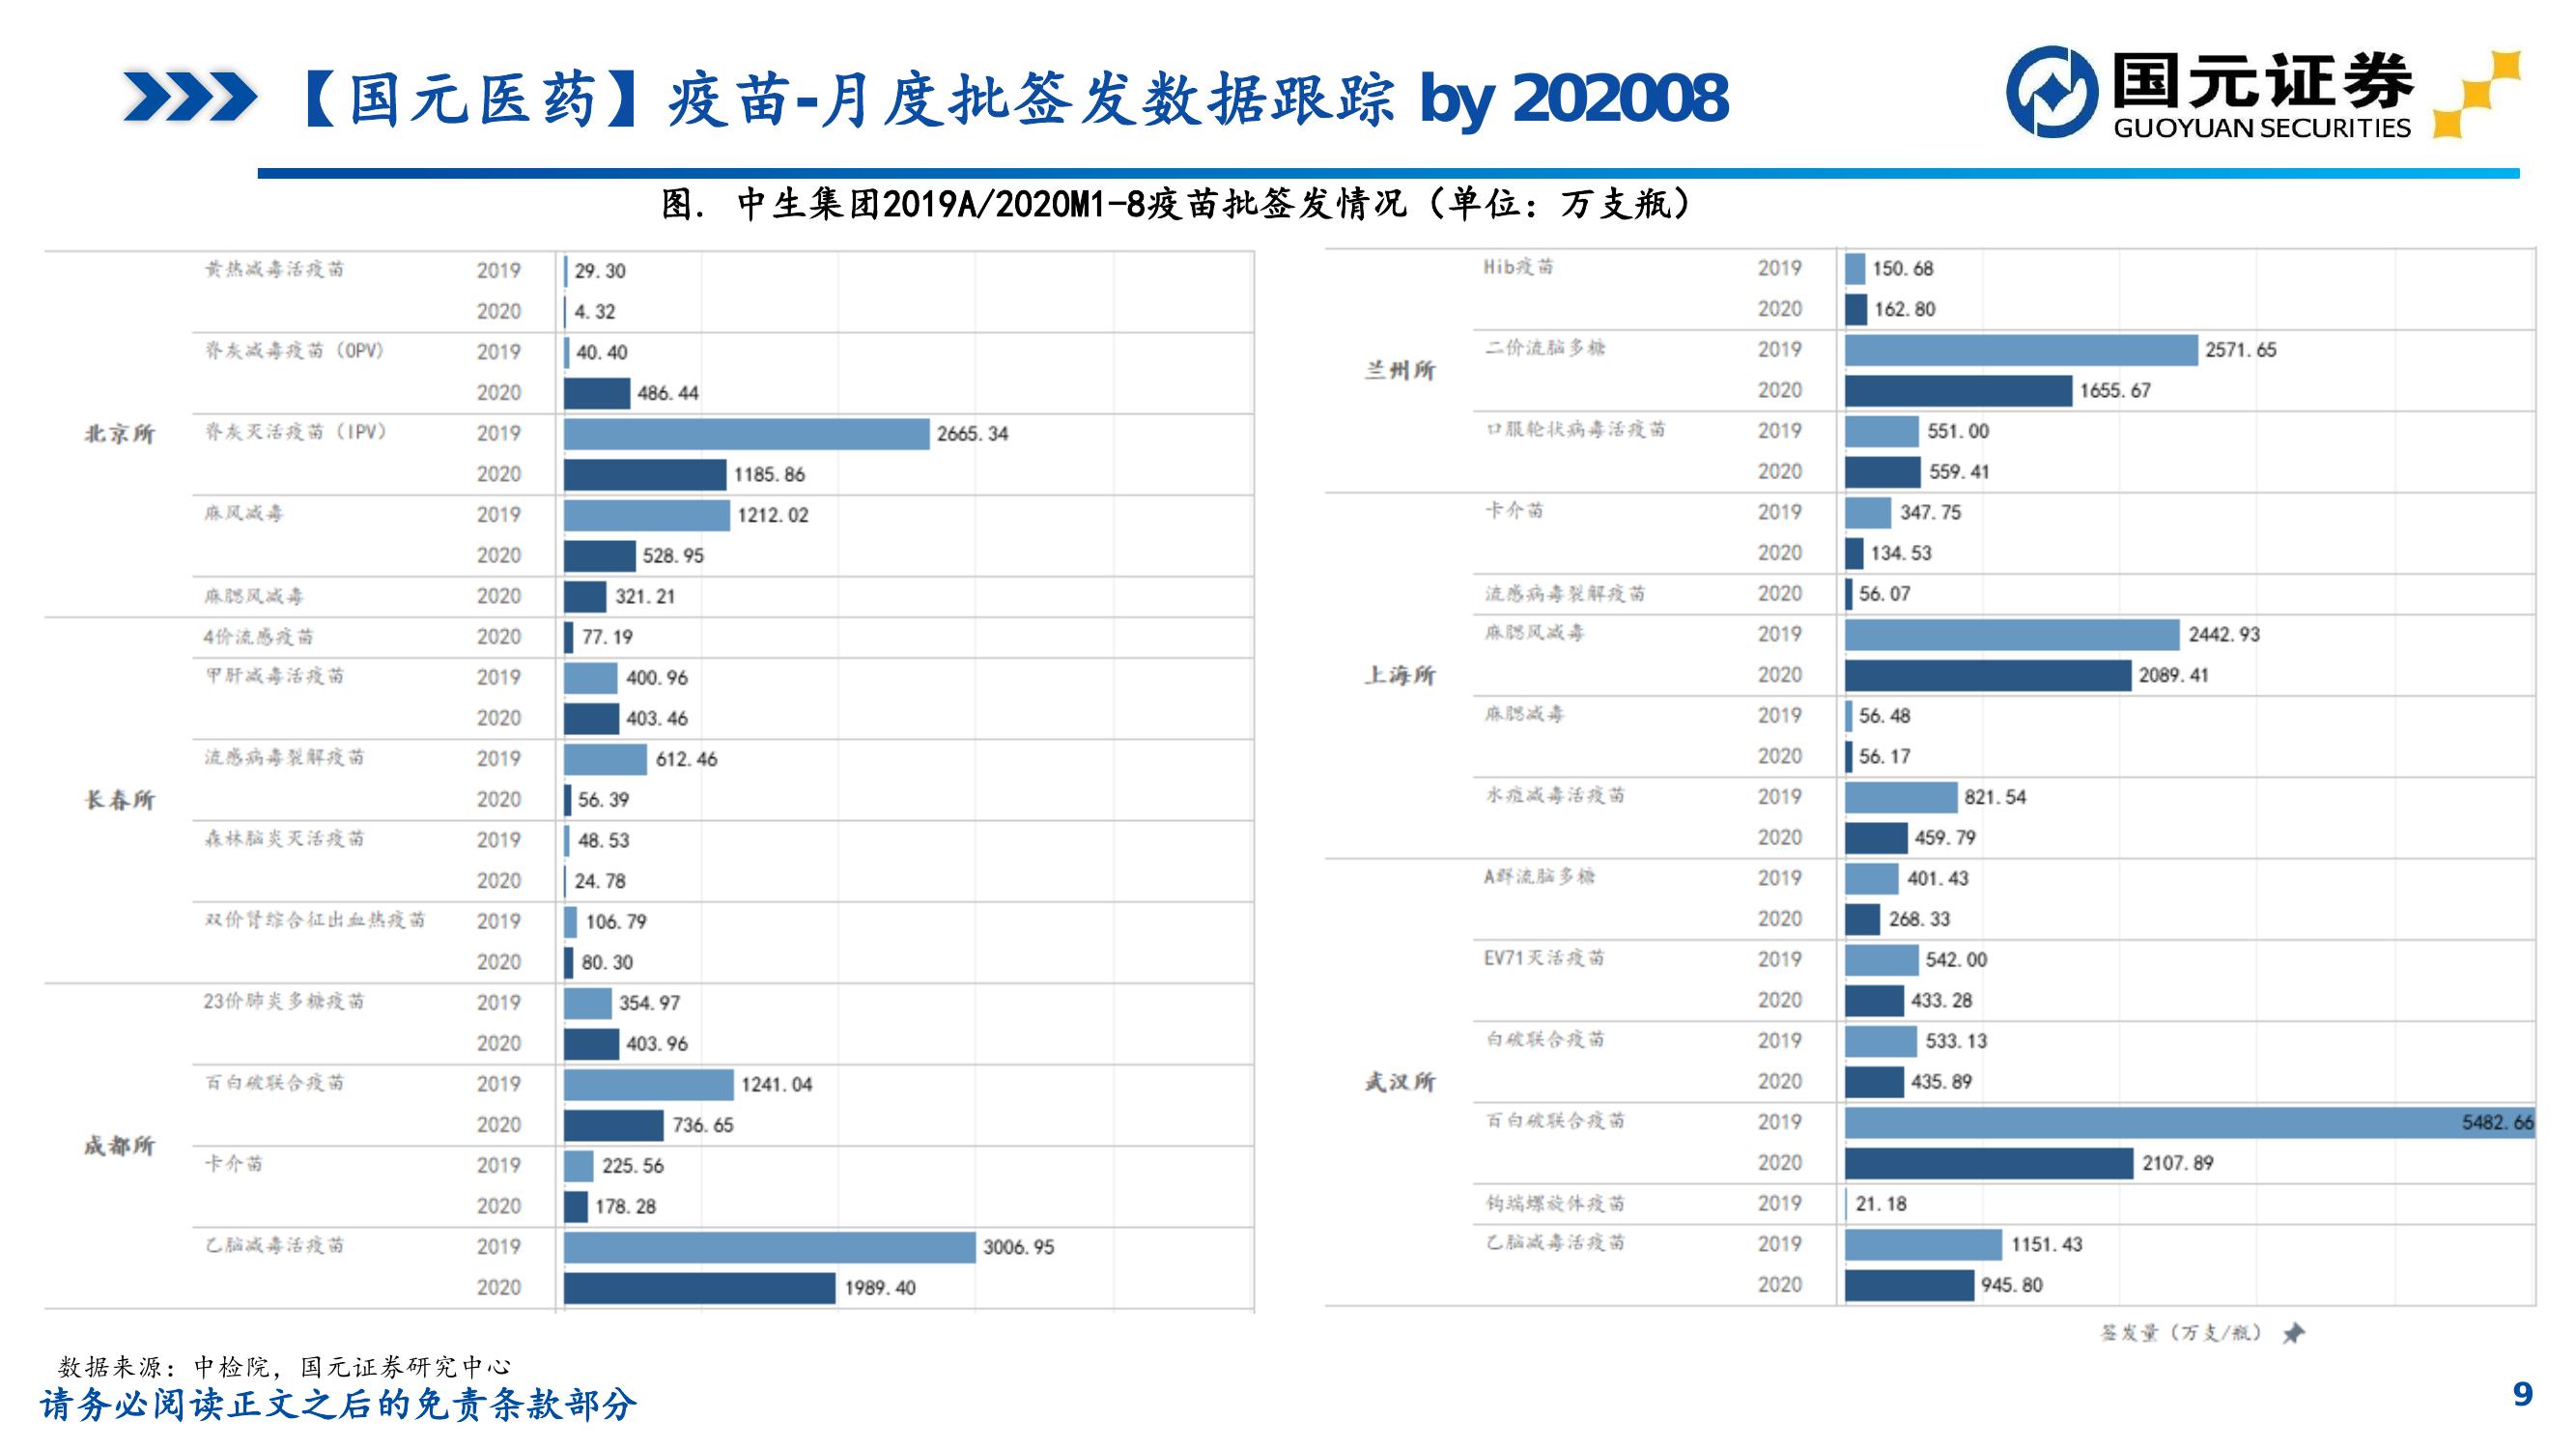 【国元医药】疫苗-月度批签发数据跟踪 by 202008
国元证券
GUOYUAN SECURITIES
图. 中生集团2019A/2020M1-8疫苗批签发情况（单位：万支瓶）
北京所
黄热减毒活疫苗 2019 29.30
2020 4.32
脊灰减毒疫苗（OPV） 2019 40.40
2020 486.44
脊灰灭活疫苗（IPV） 2019 2665.34
2020 1185.86
麻风减毒 2019 1212.02
2020 528.95
麻腮风减毒 2020 321.21
长春所
4价流感疫苗 2020 77.19
甲肝减毒活疫苗 2019 400.96
2020 403.46
流感病毒裂解疫苗 2019 612.46
2020 56.39
森林脑炎灭活疫苗 2019 48.53
2020 24.78
双价肾综合征出血热疫苗 2019 106.79
2020 80.30
成都所
23价肺炎多糖疫苗 2019 354.97
2020 403.96
百白破联合疫苗 2019 1241.04
2020 736.65
卡介苗 2019 225.56
2020 178.28
乙脑减毒活疫苗 2019 3006.95
2020 1989.40
兰州所
Hib疫苗 2019 150.68
2020 162.80
二价流脑多糖 2019 2571.65
2020 1655.67
口服轮状病毒活疫苗 2019 551.00
2020 559.41
上海所
卡介苗 2019 347.75
2020 134.53
流感病毒裂解疫苗 2020 56.07
麻腮风减毒 2019 2442.93
2020 2089.41
麻腮减毒 2019 56.48
2020 56.17
水痘减毒活疫苗 2019 821.54
2020 459.79
武汉所
A群流脑多糖 2019 401.43
2020 268.33
EV71灭活疫苗 2019 542.00
2020 433.28
白破联合疫苗 2019 533.13
2020 435.89
百白破联合疫苗 2019 5482.66
2020 2107.89
钩端螺旋体疫苗 2019 21.18
乙脑减毒活疫苗 2019 1151.43
2020 945.80
签发量（万支/瓶）
数据来源：中检院，国元证券研究中心
请务必阅读正文之后的免责条款部分
9